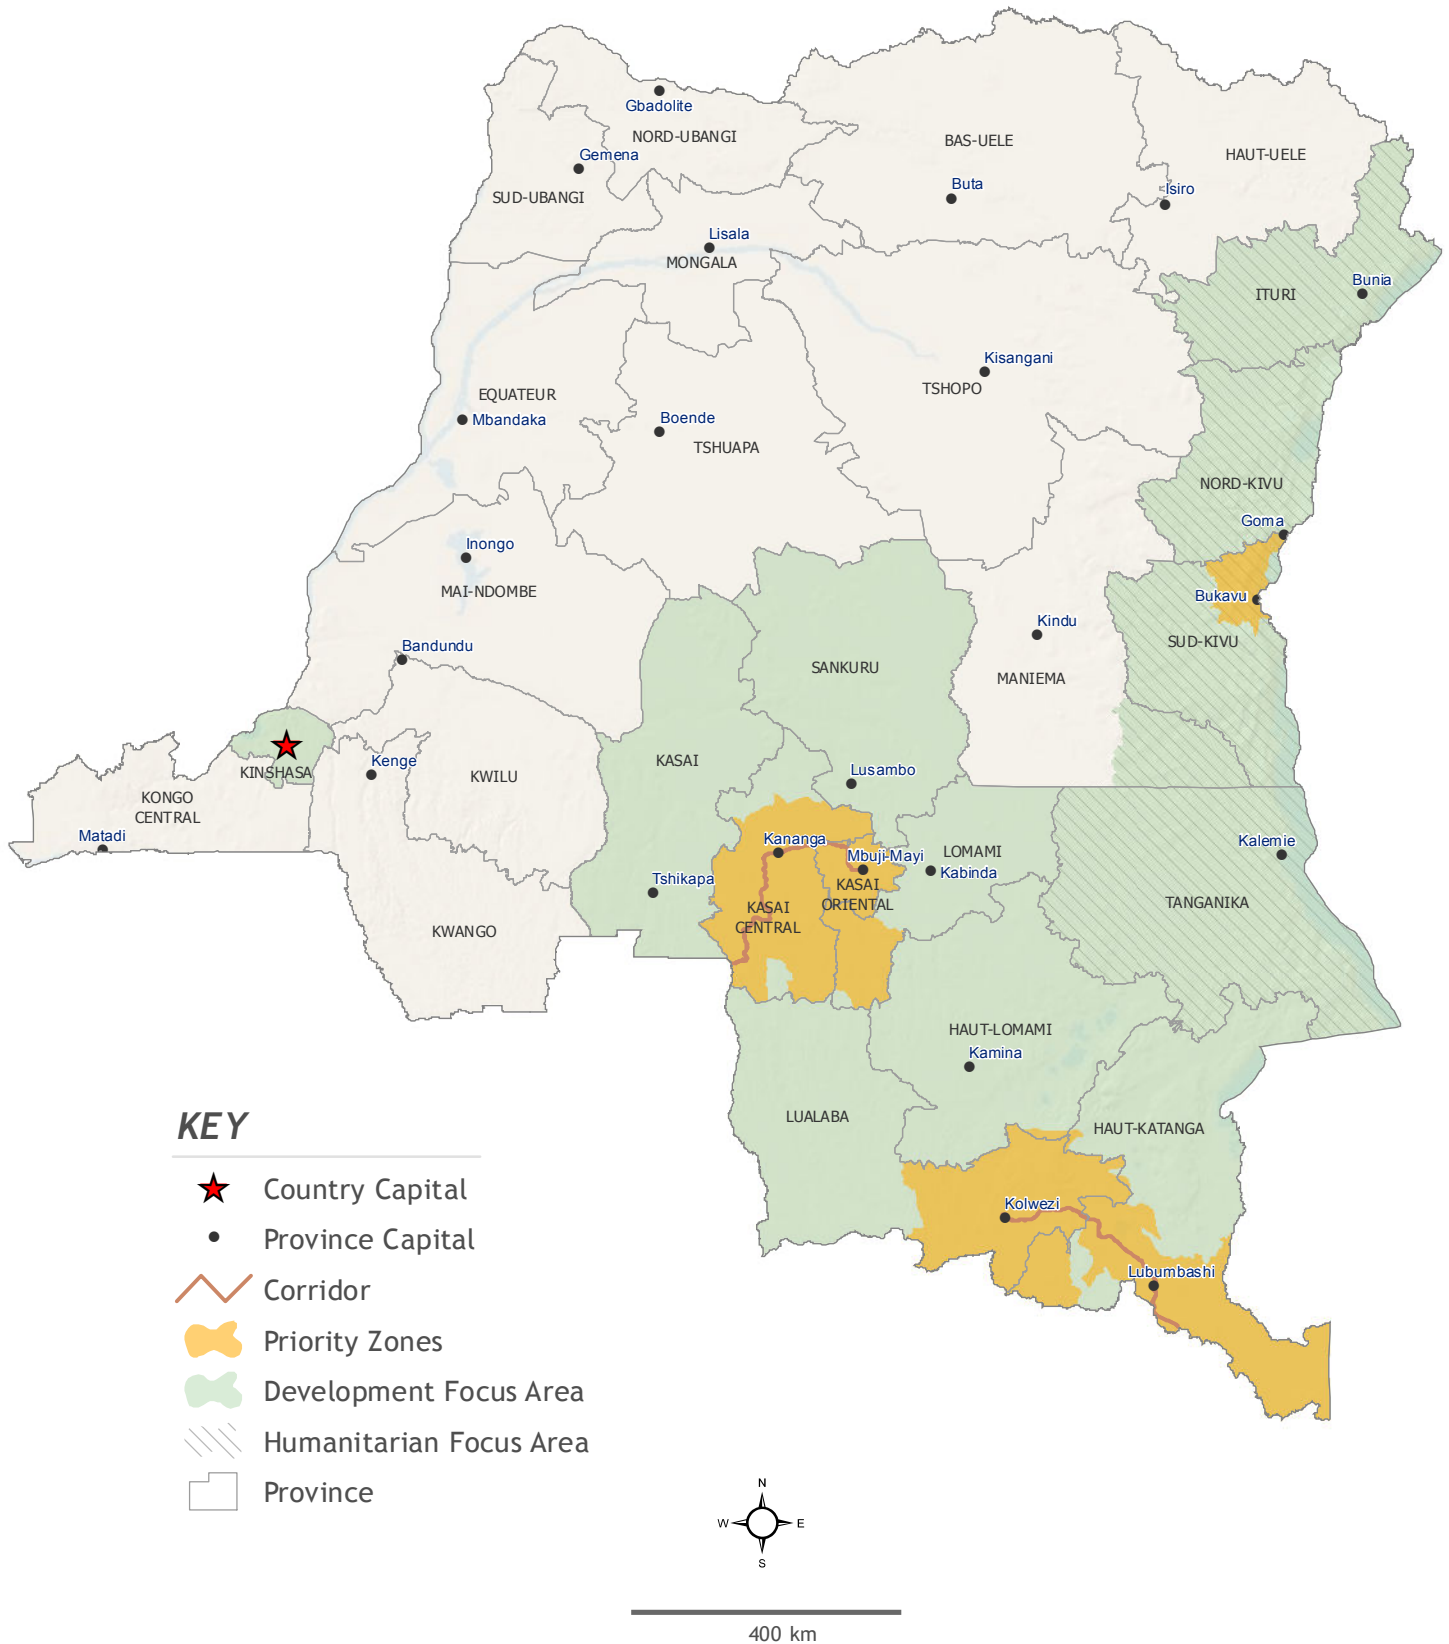 Gbadolite
NORD-UBANGI
Gemena
SUD-UBANGI
BAS-UELE
Buta
HAUT-UELE
Isiro
Lisala
MONGALA
ITURI
Bunia
Kisangani
TSHOPO
EQUATEUR
Mbandaka
Boende
TSHUAPA
NORD-KIVU
Goma
Inongo
MAI-NDOMBE
Bukavu
SUD-KIVU
Kindu
MANIEMA
Bandundu
SANKURU
KASAI
Lusambo
KINSHASA
Kenge
KWILU
KONGO
CENTRAL
Matadi
Kananga
Mbuji-Mayi
KASAI
ORIENTAL
LOMAMI
Kabinda
Kalemie
TANGANIKA
Tshikapa
KASAI
CENTRAL
KWANGO
HAUT-LOMAMI
Kamina
LUALABA
HAUT-KATANGA
Kolwezi
Lubumbashi
KEY
Country Capital
Province Capital
Corridor
Priority Zones
Development Focus Area
Humanitarian Focus Area
Province
N
W
E
S
400 km